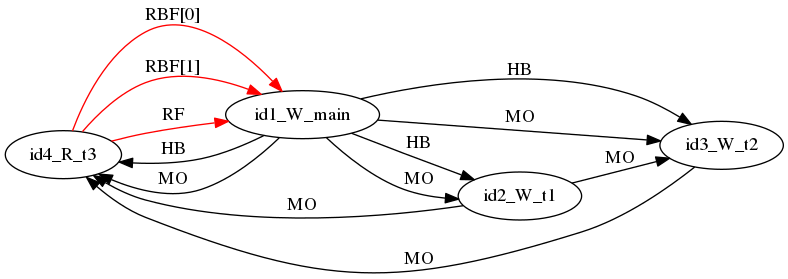 RBF[0]
RBF[1]
RF
HB
MO
id4_R_t3
id1_W_main
HB
MO
HB
MO
MO
id3_W_t2
id2_W_t1
MO
MO